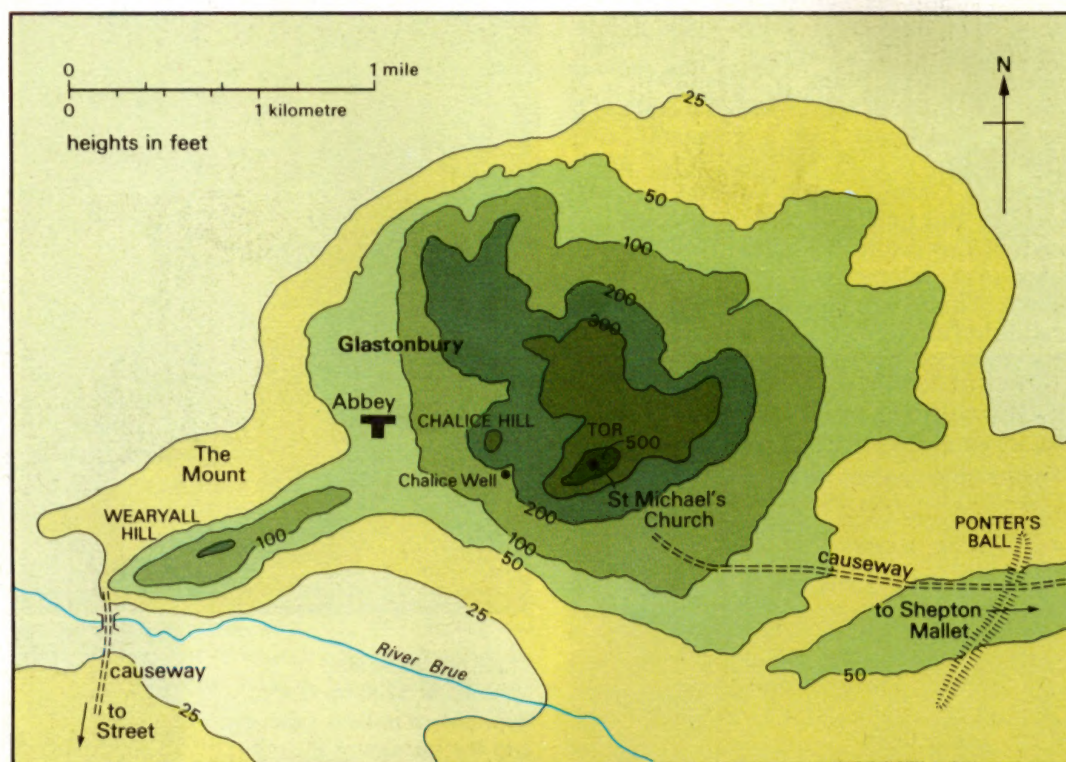 0 1 mile
0 1 kilometre
heights in feet
N
25
50
100
200
300
Glastonbury
Abbey
CHALICE HILL
TOR
500
The
Mount
Chalice Well
St Michael's
Church
WEARYALL
HILL
100
200
100
50
PONTER'S
BALL
causeway
25
to Shepton
Mallet
River Brue
causeway
50
25
to
Street